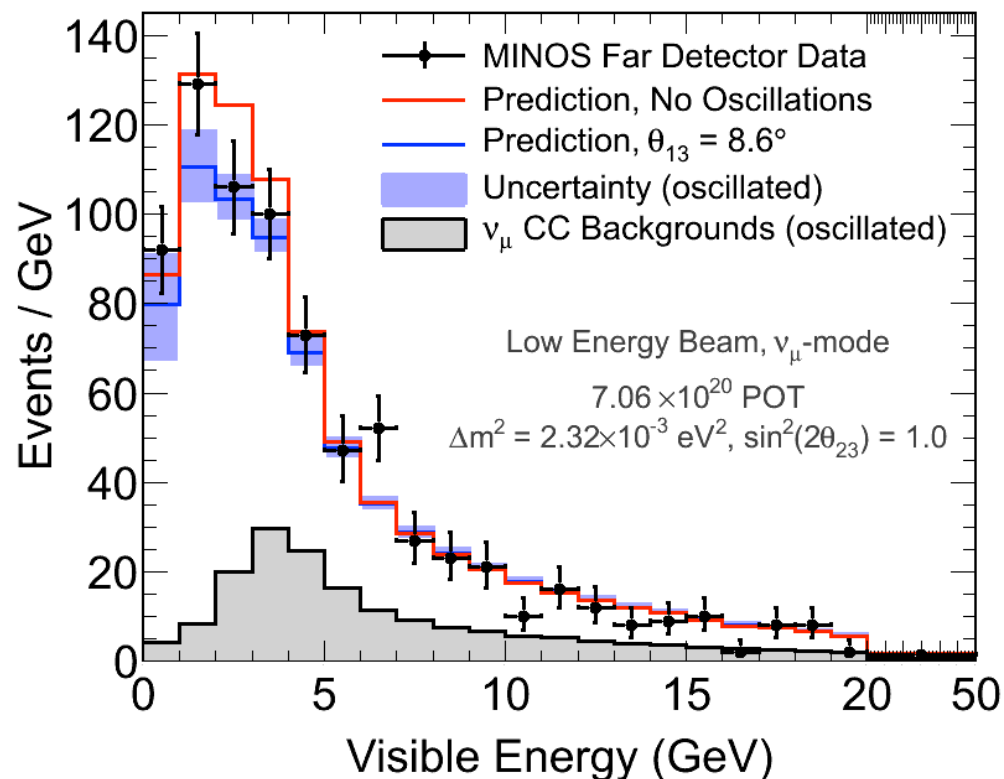 140
120
100
80
60
40
20
0
Events / GeV
MINOS Far Detector Data
Prediction, No Oscillations
Prediction, θ₁₃ = 8.6°
Uncertainty (oscillated)
νμ CC Backgrounds (oscillated)
Low Energy Beam, νμ-mode
7.06 ×10²⁰ POT
Δm² = 2.32×10⁻³ eV², sin²(2θ₂₃) = 1.0
0 5 10 15 20 50
Visible Energy (GeV)